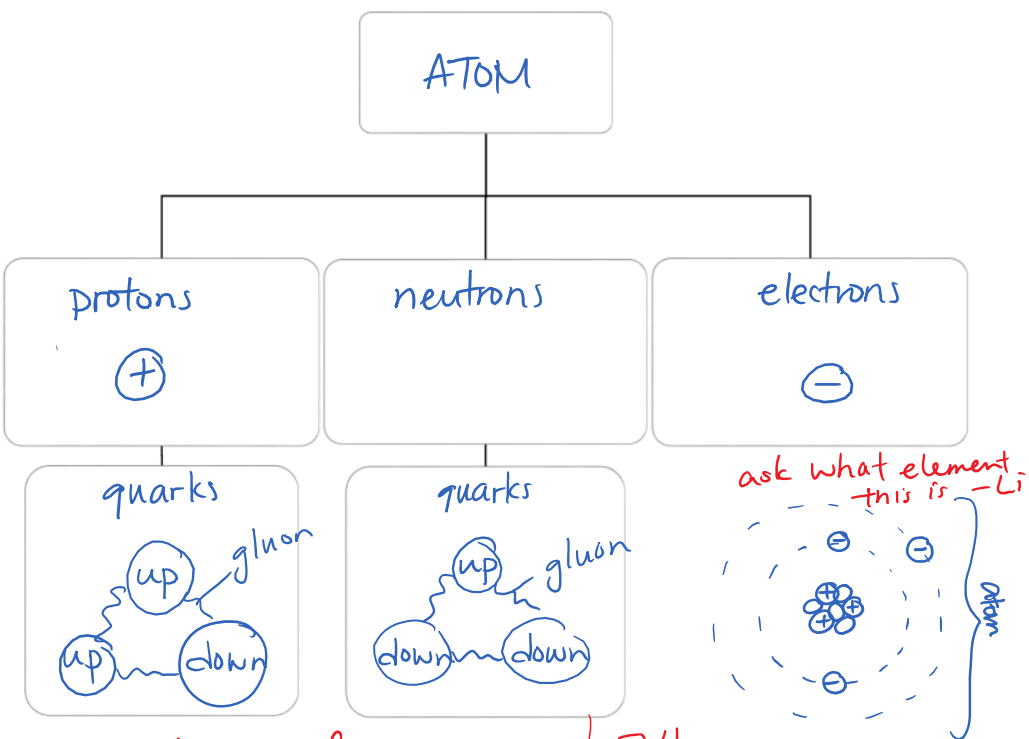 ATOM
protons
neutrons
electrons
+
−
quarks
quarks
ask what element
this is - Li
up
gluon
up
down
up
gluon
down
down
−
−
+
+
+
−
atom